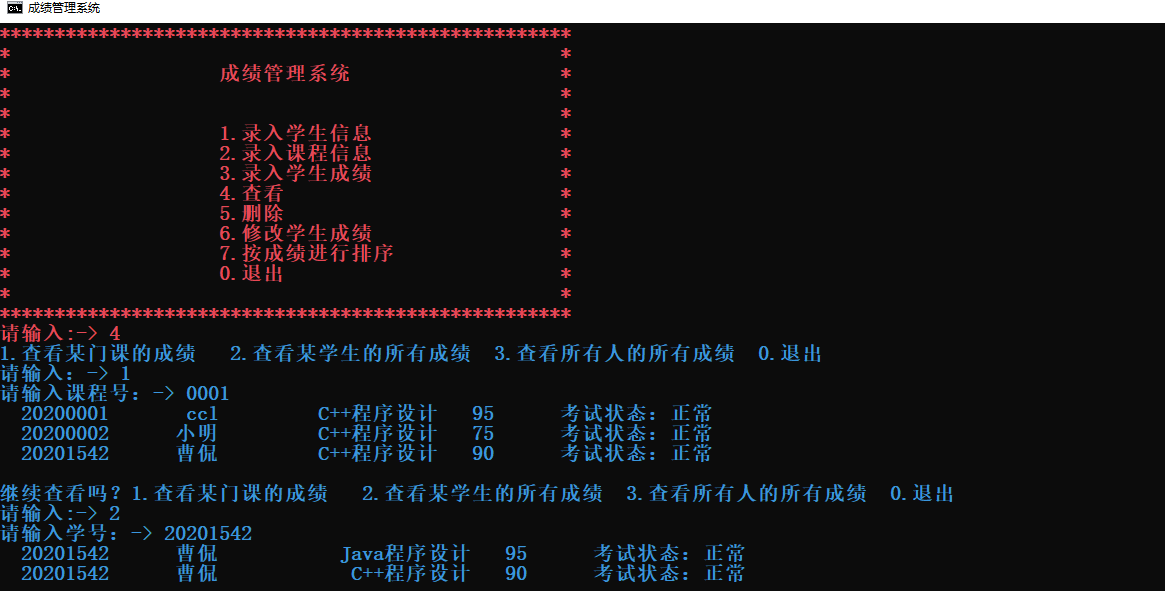 成绩管理系统
****************************************************
* *
* 成绩管理系统 *
* *
* *
* 1.录入学生信息 *
* 2.录入课程信息 *
* 3.录入学生成绩 *
* 4.查看 *
* 5.删除 *
* 6.修改学生成绩 *
* 7.按成绩进行排序 *
* 0.退出 *
* *
****************************************************
请输入:-> 4
1.查看某门课的成绩 2.查看某学生的所有成绩 3.查看所有人的所有成绩 0.退出
请输入：-> 1
请输入课程号：-> 0001
20200001 ccl C++程序设计 95 考试状态：正常
20200002 小明 C++程序设计 75 考试状态：正常
20201542 曹侃 C++程序设计 90 考试状态：正常
继续查看吗？1.查看某门课的成绩 2.查看某学生的所有成绩 3.查看所有人的所有成绩 0.退出
请输入:-> 2
请输入学号：-> 20201542
20201542 曹侃 Java程序设计 95 考试状态：正常
20201542 曹侃 C++程序设计 90 考试状态：正常